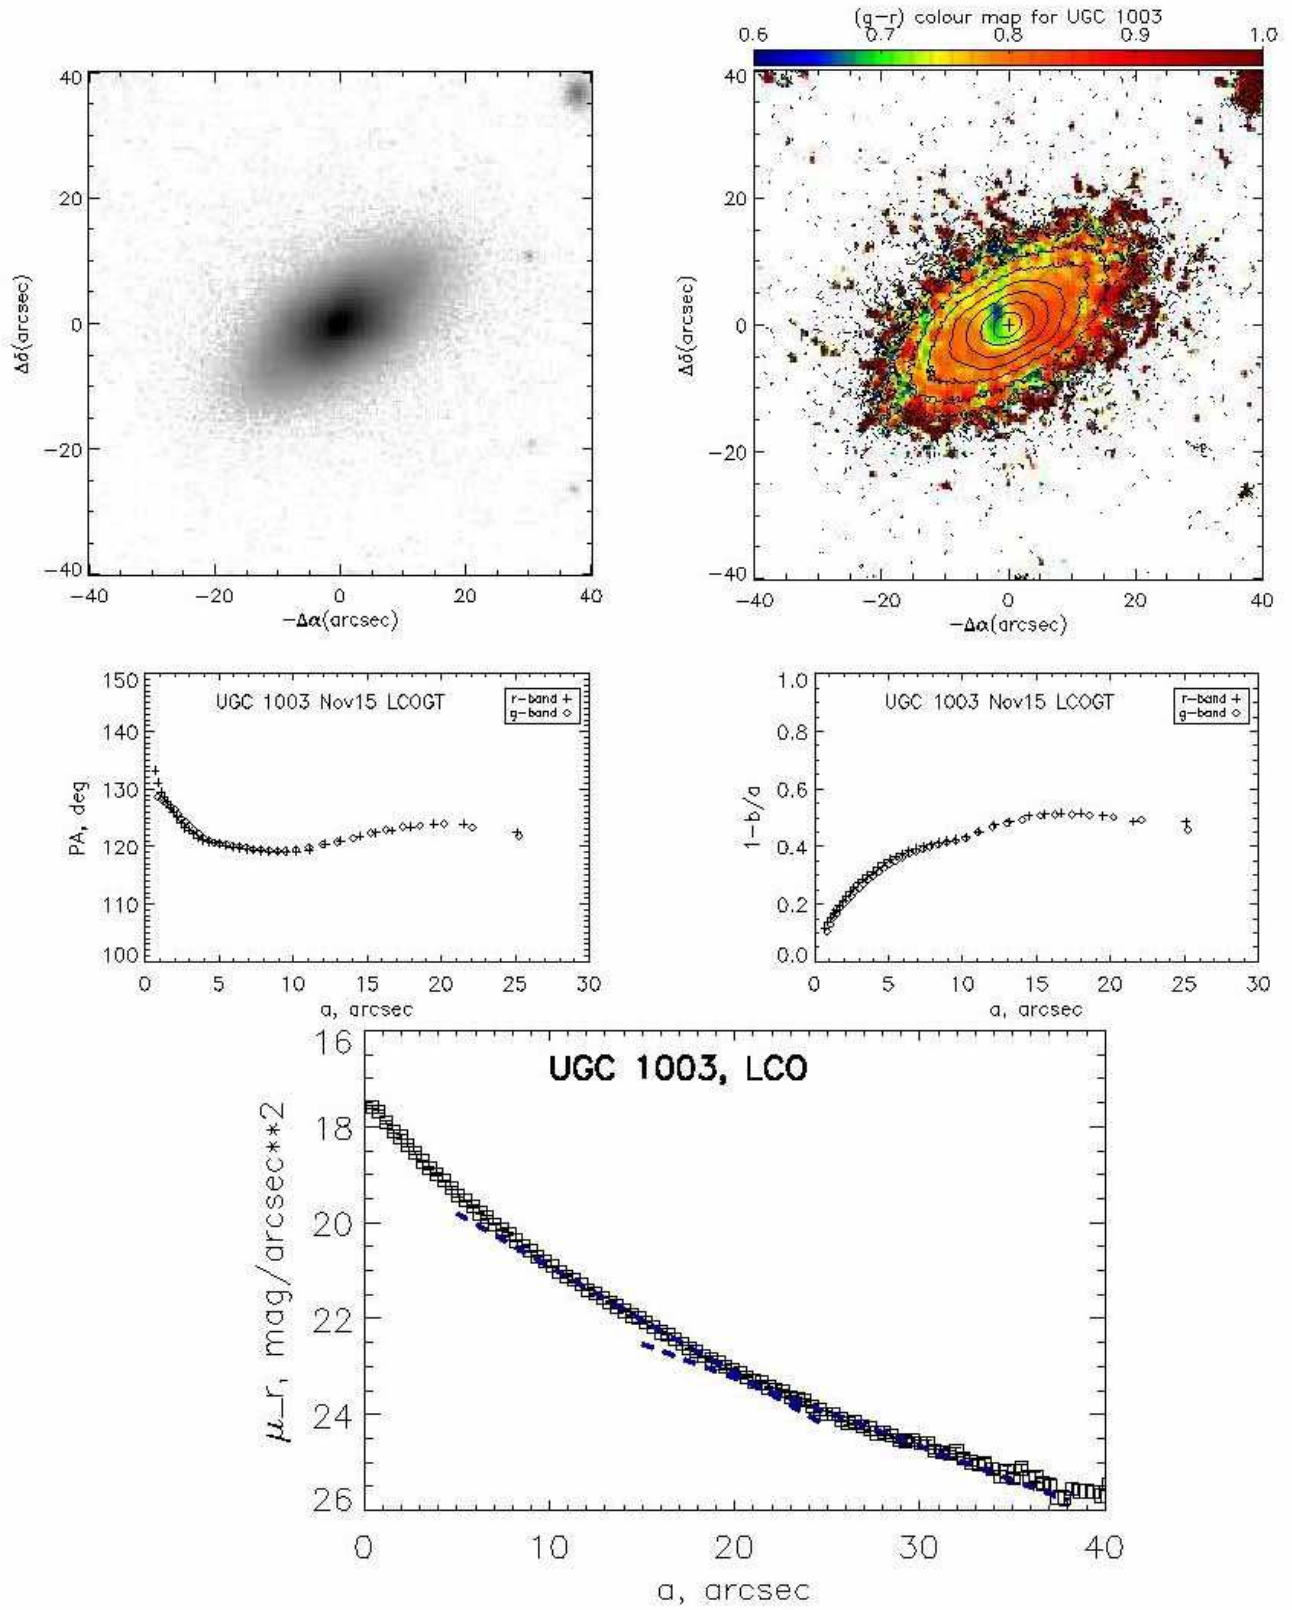 (g-r) colour map for UGC 1003
0.6 0.7 0.8 0.9 1.0
40
20
0
-20
-40
Δδ(arcsec)
-40 -20 0 20 40
-Δα(arcsec)
40
20
0
-20
-40
Δδ(arcsec)
-40 -20 0 20 40
-Δα(arcsec)
UGC 1003 Nov15 LCOGT
r-band +
g-band ◇
150
140
130
120
110
100
PA, deg
0 5 10 15 20 25 30
a, arcsec
UGC 1003 Nov15 LCOGT
r-band +
g-band ◇
1.0
0.8
0.6
0.4
0.2
0.0
1-b/a
0 5 10 15 20 25 30
a, arcsec
UGC 1003, LCO
16
18
20
22
24
26
μ_r, mag/arcsec**2
0 10 20 30 40
a, arcsec